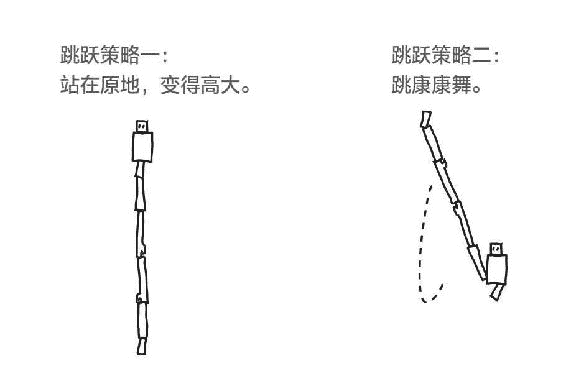 跳跃策略一：
站在原地，变得高大。
跳跃策略二：
跳康康舞。